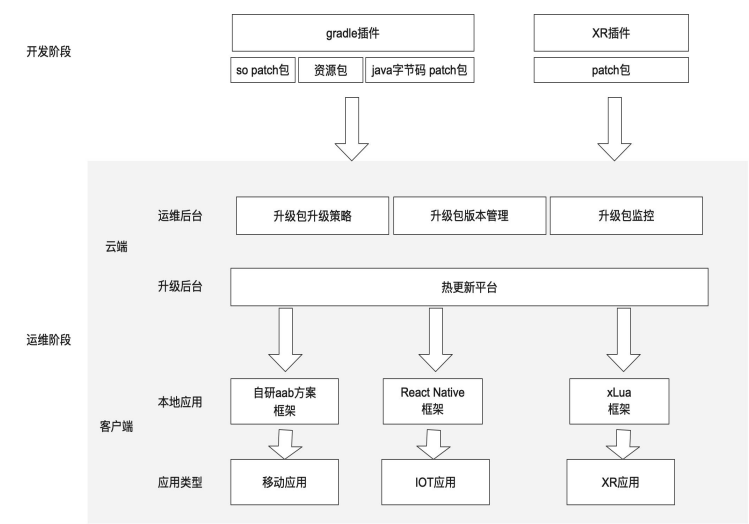 gradle插件
XR插件
开发阶段
so patch包
资源包
java字节码 patch包
patch包
运维后台
升级包升级策略
升级包版本管理
升级包监控
云端
升级后台
热更新平台
运维阶段
本地应用
自研aab方案
框架
React Native
框架
xLua
框架
客户端
应用类型
移动应用
IOT应用
XR应用